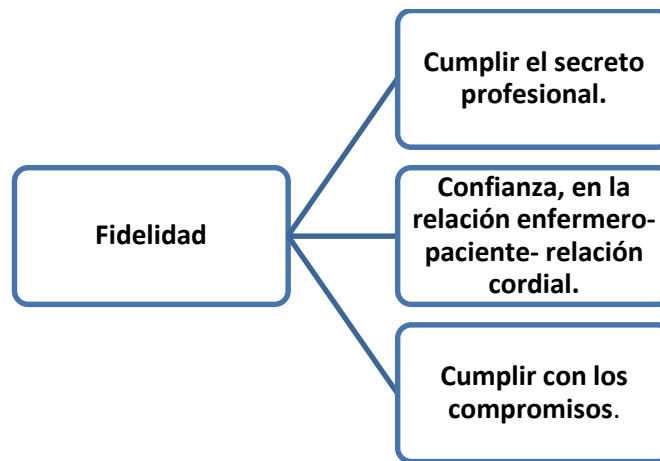 Cumplir el secreto
profesional.
Fidelidad
Confianza, en la
relación enfermero-
paciente- relación
cordial.
Cumplir con los
compromisos.